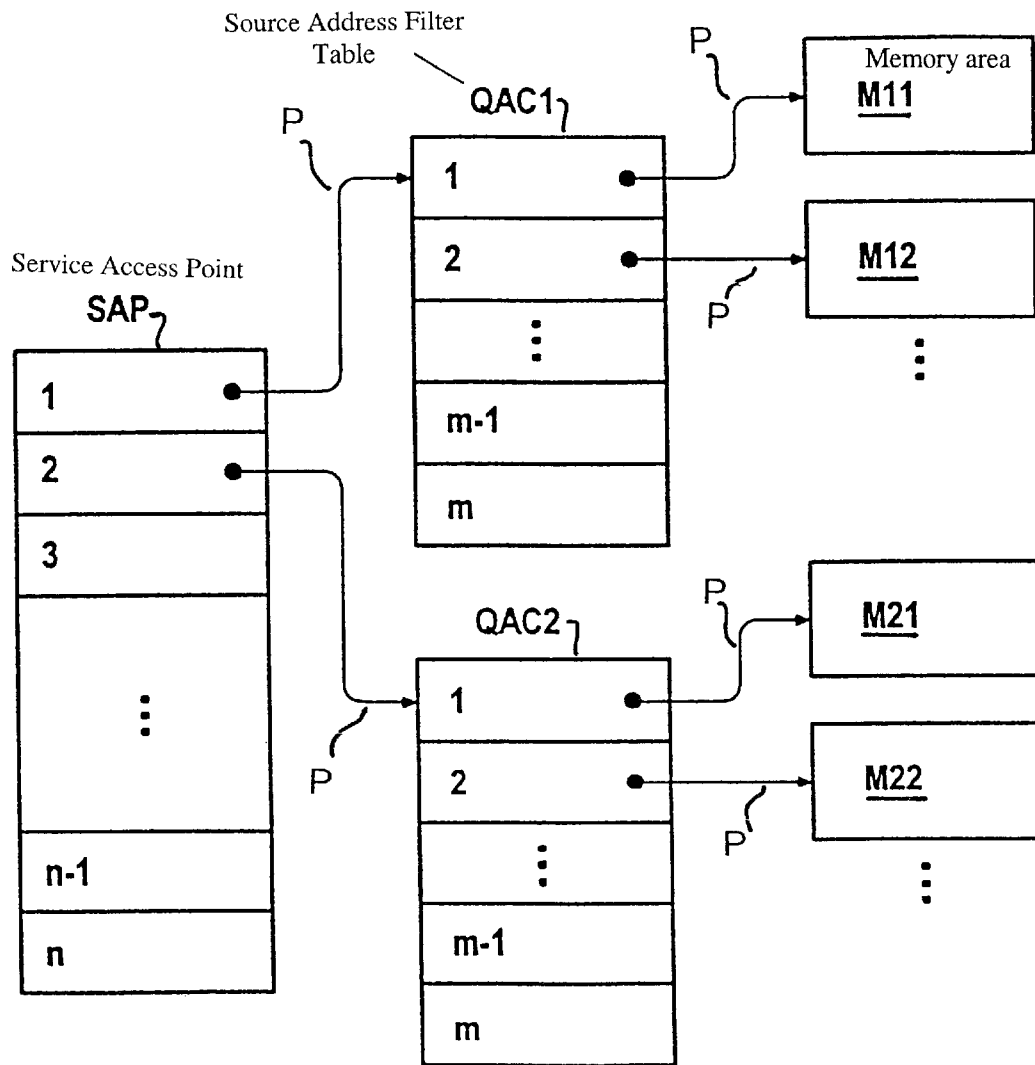 Source Address Filter
Table
QAC1
P
P
Memory area
M11
1
2
⋮
m-1
m
P
M12
⋮
Service Access Point
SAP
1
2
3
⋮
n-1
n
P
QAC2
1
2
⋮
m-1
m
P
M21
P
M22
⋮